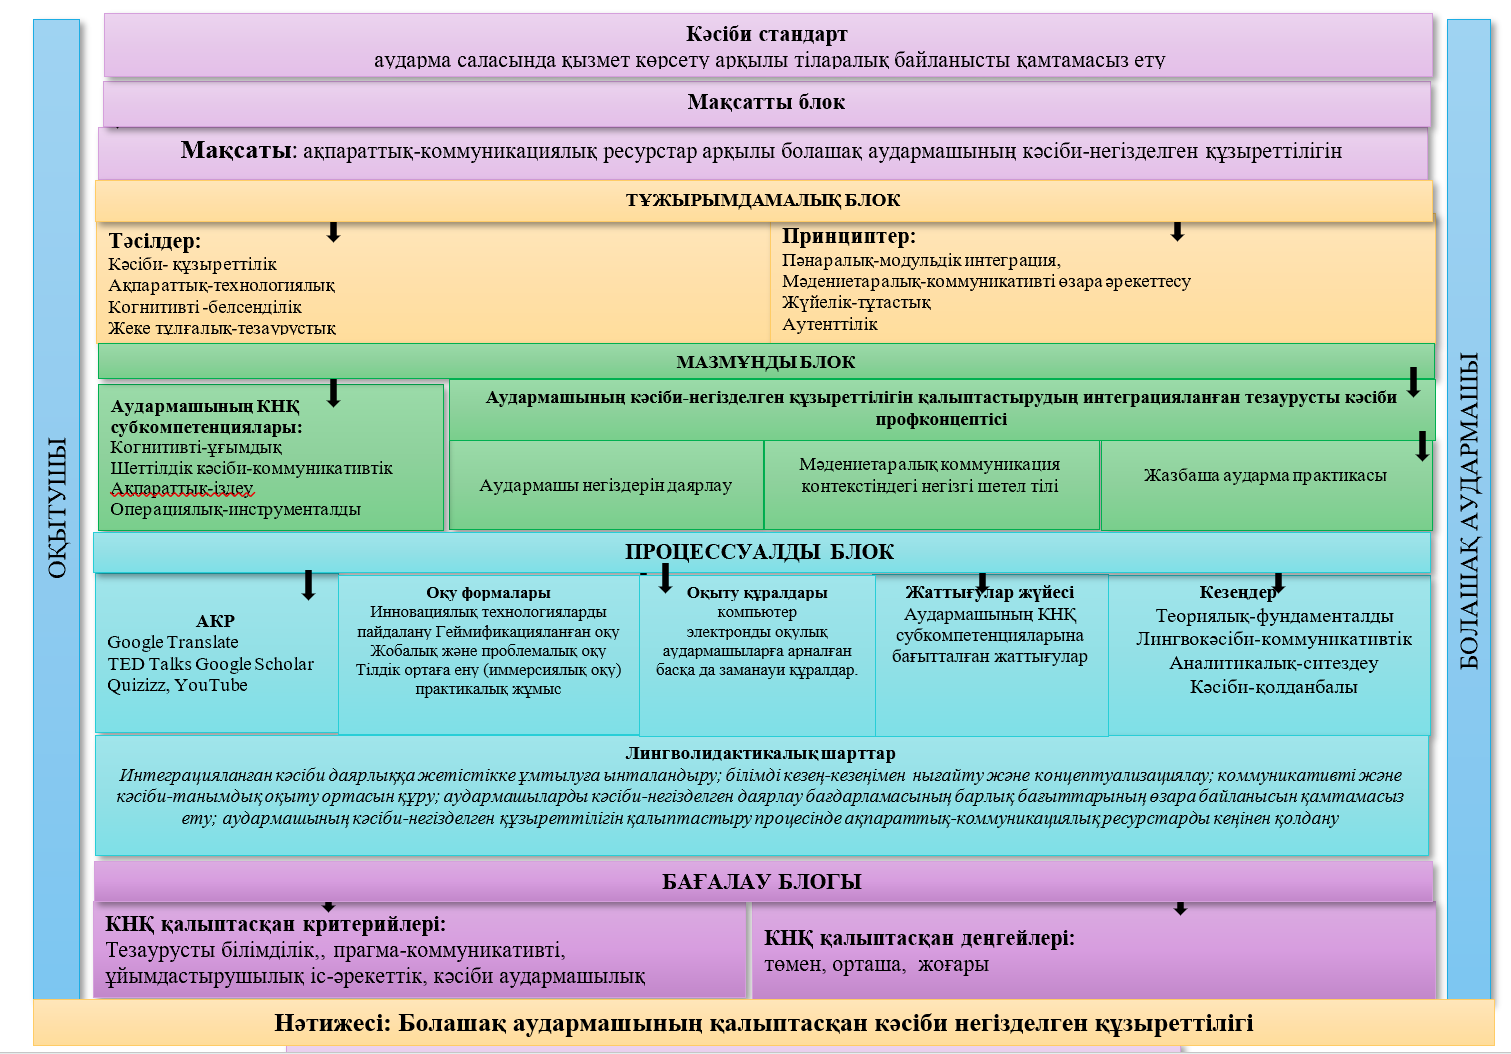 Кәсіби стандарт
аударма саласында қызмет көрсету арқылы тіларалық байланысты қамтамасыз ету
Мақсатты блок
Мақсаты: ақпараттық-коммуникациялық ресурстар арқылы болашақ аудармашының кәсіби-негізделген құзыреттілігін
ТҰЖЫРЫМДАМАЛЫҚ БЛОК
Тәсілдер:
Кәсіби- құзыреттілік
Ақпараттық-технологиялық
Когнитивті -белсенділік
Жеке тұлғалық-тезаурустық
Принциптер:
Пәнаралық-модульдік интеграция,
Мәдениетаралық-коммуникативті өзара әрекеттесу
Жүйелік-тұтастық
Аутенттілік
МАЗМҰНДЫ БЛОК
Аудармашының КНҚ
субкомпетенциялары:
Когнитивті-ұғымдық
Шеттілдік кәсіби-коммуникативтік
Ақпараттық-іздеу
Операциялық-инструменталды
Аудармашының кәсіби-негізделген құзыреттілігін қалыптастырудың интеграцияланған тезаурусты кәсіби
профконцептісі
Аудармашы негіздерін даярлау
Мәдениетаралық коммуникация
контекстіндегі негізгі шетел тілі
Жазбаша аударма практикасы
ПРОЦЕССУАЛДЫ БЛОК
АКР
Google Translate
TED Talks Google Scholar
Quizizz, YouTube
Оқу формалары
Инновациялық технологияларды
пайдалану Геймификацияланған оқу
Жобалық және проблемалық оқу
Тілдік ортаға ену (иммерсиялық оқу)
практикалық жұмыс
Оқыту құралдары
компьютер
электронды оқулық
аудармашыларға арналған
басқа да заманауи құралдар.
Жаттығулар жүйесі
Аудармашының КНҚ
субкомпетенцияларына
бағытталған жаттығулар
Кезеңдер
Теориялық-фундаменталды
Лингвокәсіби-коммуникативтік
Аналитикалық-ситездеу
Кәсіби-қолданбалы
Лингволидактикалық шарттар
Интеграцияланған кәсіби даярлыққа жетістікке ұмтылуға ынталандыру; білімді кезең-кезеңімен нығайту және концептуализациялау; коммуникативті және
кәсіби-танымдық оқыту ортасын құру; аудармашыларды кәсіби-негізделген даярлау бағдарламасының барлық бағыттарының өзара байланысын қамтамасыз
ету; аудармашының кәсіби-негізделген құзыреттілігін қалыптастыру процесінде ақпараттық-коммуникациялық ресурстарды кеңінен қолдану
БАҒАЛАУ БЛОГЫ
КНҚ қалыптасқан критерийлері:
Тезаурусты білімділік,, прагма-коммуникативті,
ұйымдастырушылық іс-әрекеттік, кәсіби аудармашылық
КНҚ қалыптасқан деңгейлері:
төмен, орташа, жоғары
Нәтижесі: Болашақ аудармашының қалыптасқан кәсіби негізделген құзыреттілігі
ОҚЫТУШЫ
БОЛАШАҚ АУДАРМАШЫ